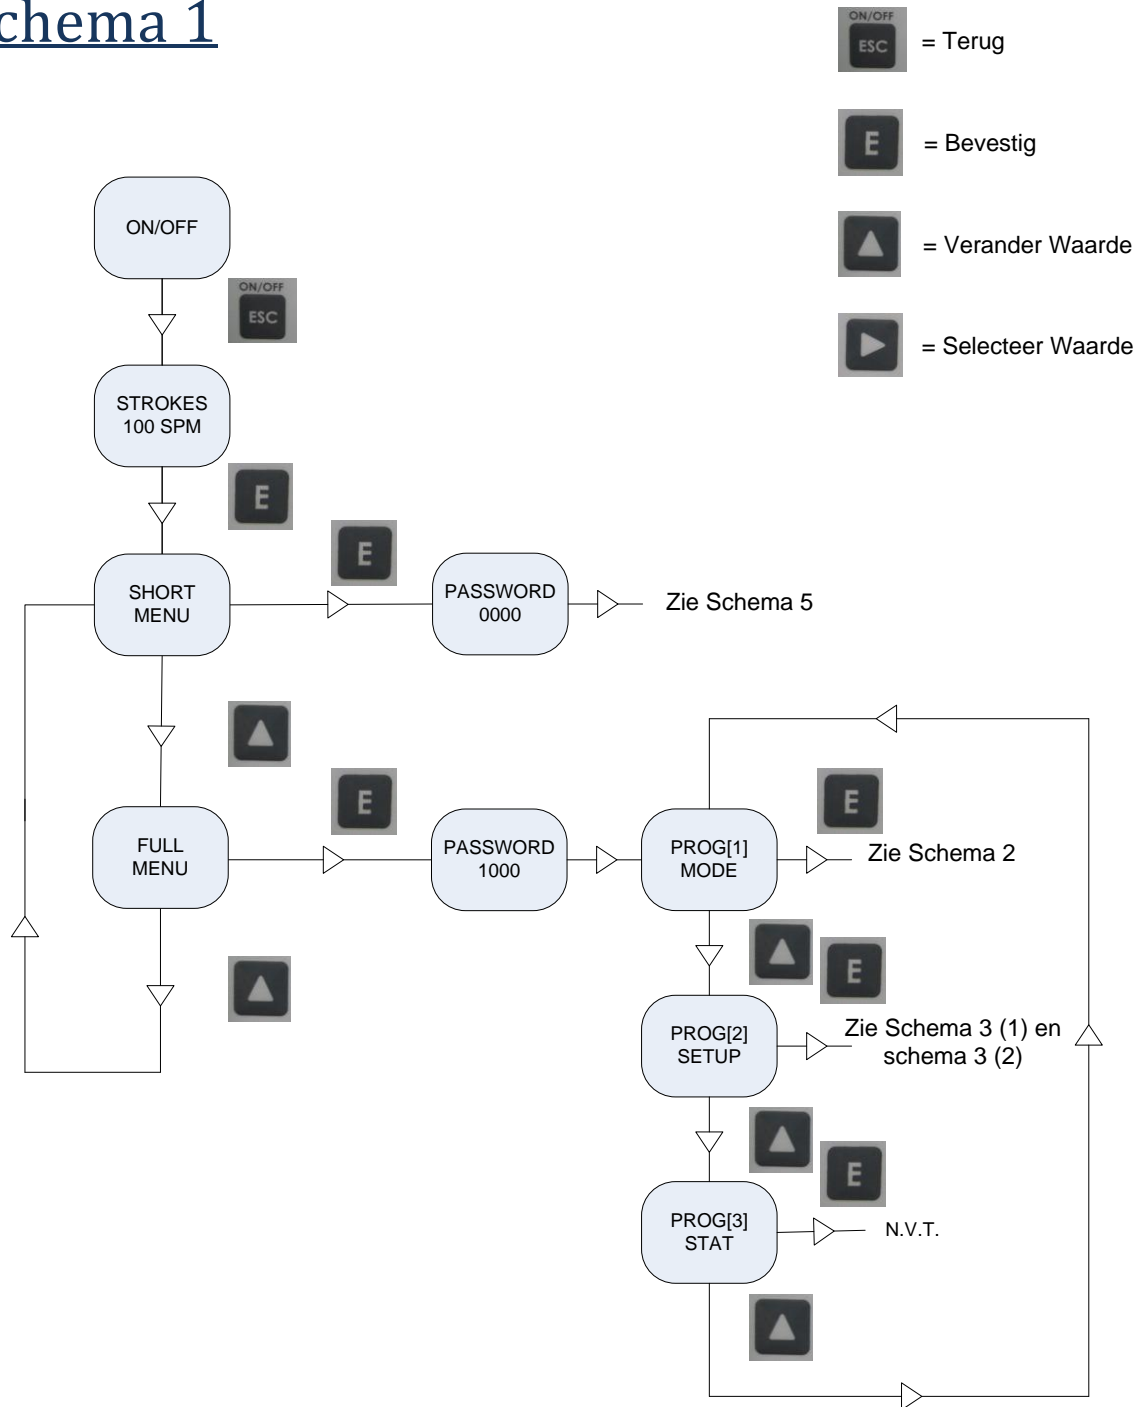 chema 1
ON/OFF
ESC
= Terug
E
= Bevestig
= Verander Waarde
= Selecteer Waarde
ON/OFF
ON/OFF
ESC
STROKES
100 SPM
E
E
SHORT
MENU
PASSWORD
0000
Zie Schema 5
E
E
FULL
MENU
PASSWORD
1000
PROG[1]
MODE
Zie Schema 2
E
PROG[2]
SETUP
Zie Schema 3 (1) en
schema 3 (2)
E
PROG[3]
STAT
N.V.T.